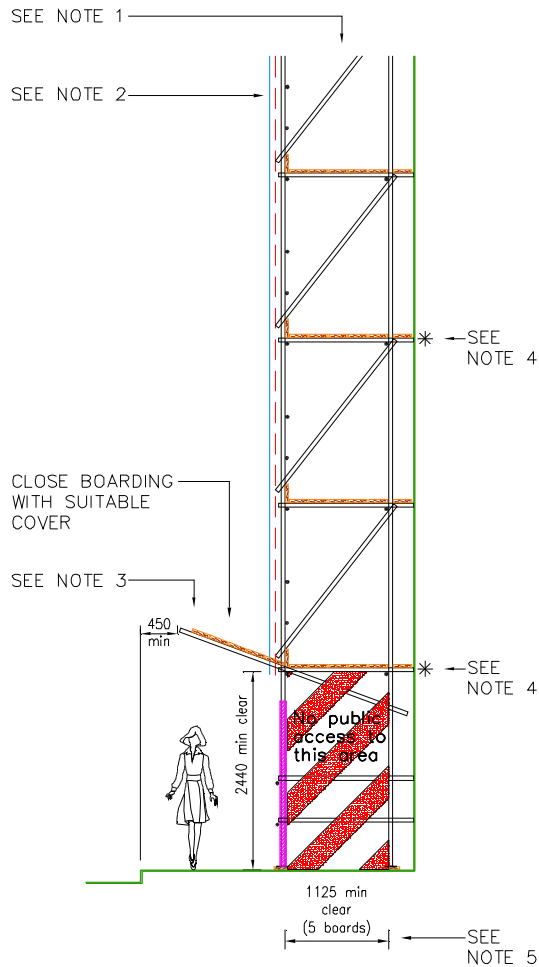 SEE NOTE 1
SEE NOTE 2
SEE
NOTE 4
CLOSE BOARDING
WITH SUITABLE
COVER
SEE NOTE 3
450
min
SEE
NOTE 4
2440 min clear
No public
access to
this area
1125 min
clear
(5 boards)
SEE
NOTE 5